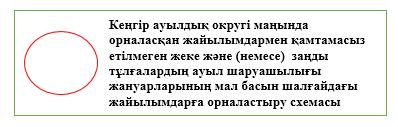 Кеңгір ауылдық округі маңында
орналасқан жайылымдармен қамтамасыз
етілмеген жеке және (немесе) заңды
тұлғалардың ауыл шаруашылығы
жануарларының мал басын шалғайдағы
жайылымдарға орналастыру схемасы